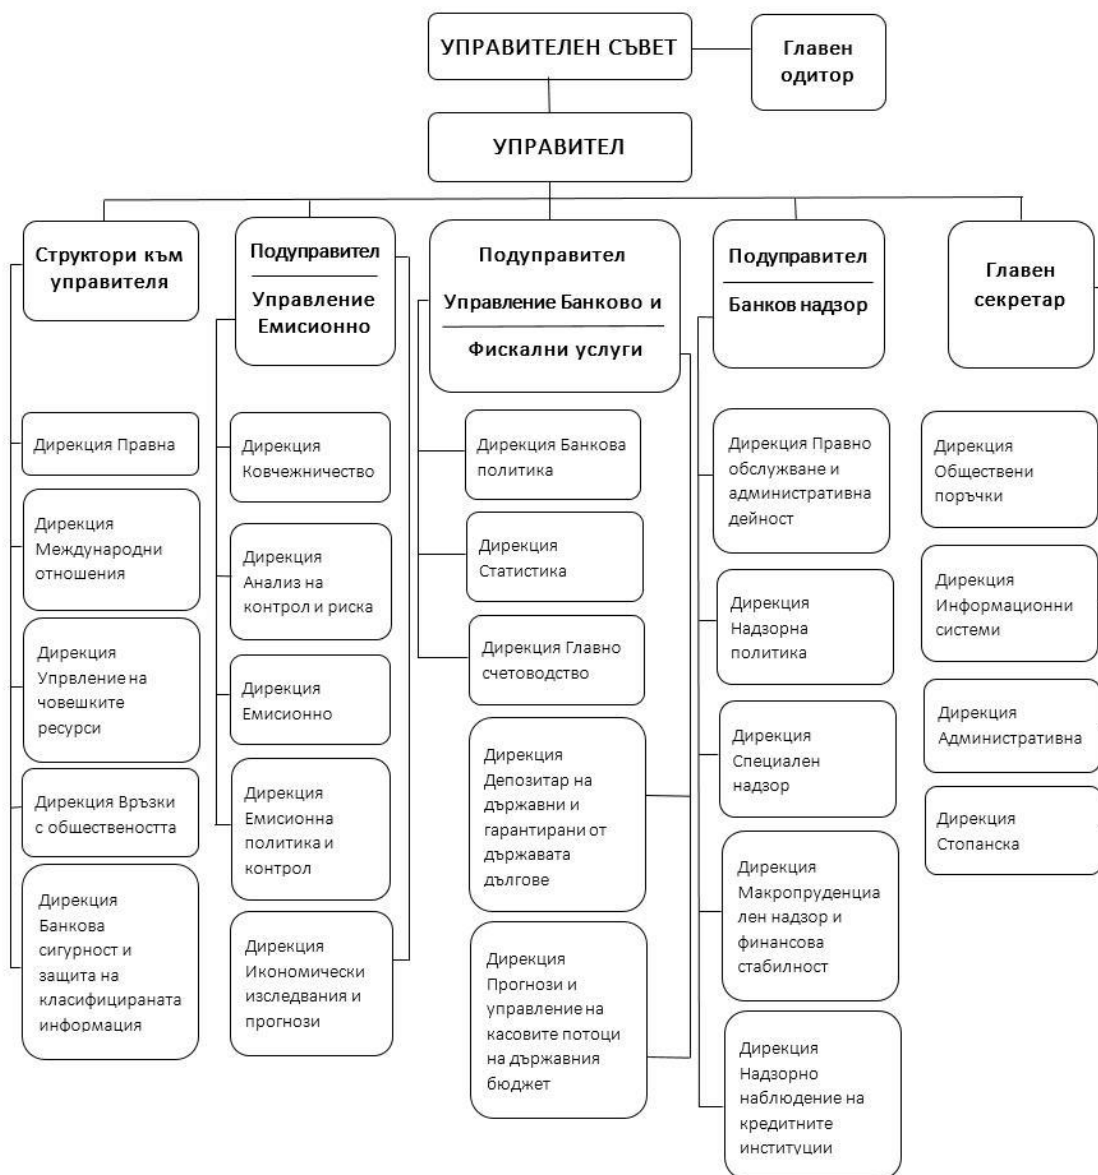 УПРАВИТЕЛЕН СЪВЕТ
Главен
одитор
УПРАВИТЕЛ
Структори към
управителя
Подуправител
Управление
Емисионно
Подуправител
Управление Банково и
Фискални услуги
Подуправител
Банков надзор
Главен
секретар
Дирекция Правна
Дирекция
Международни
отношения
Дирекция
Упрвление на
човешките
ресурси
Дирекция Връзки
с обществеността
Дирекция
Банкова
сигурност и
защита на
класифицираната
информация
Дирекция
Ковчежничество
Дирекция
Анализ на
контрол и риска
Дирекция
Емисионно
Дирекция
Емисионна
политика и
контрол
Дирекция
Икономически
изследвания и
прогнози
Дирекция Банкова
политика
Дирекция
Статистика
Дирекция Главно
счетоводство
Дирекция
Депозитар на
държавни и
гарантирани от
държавата
дългове
Дирекция
Прогнози и
управление на
касовите потоци
на държавния
бюджет
Дирекция Правно
обслужване и
административна
дейност
Дирекция
Надзорна
политика
Дирекция
Специален
надзор
Дирекция
Макропруденциа
лен надзор и
финансова
стабилност
Дирекция
Надзорно
наблюдение на
кредитните
институции
Дирекция
Обществени
поръчки
Дирекция
Информационни
системи
Дирекция
Административна
Дирекция
Стопанска